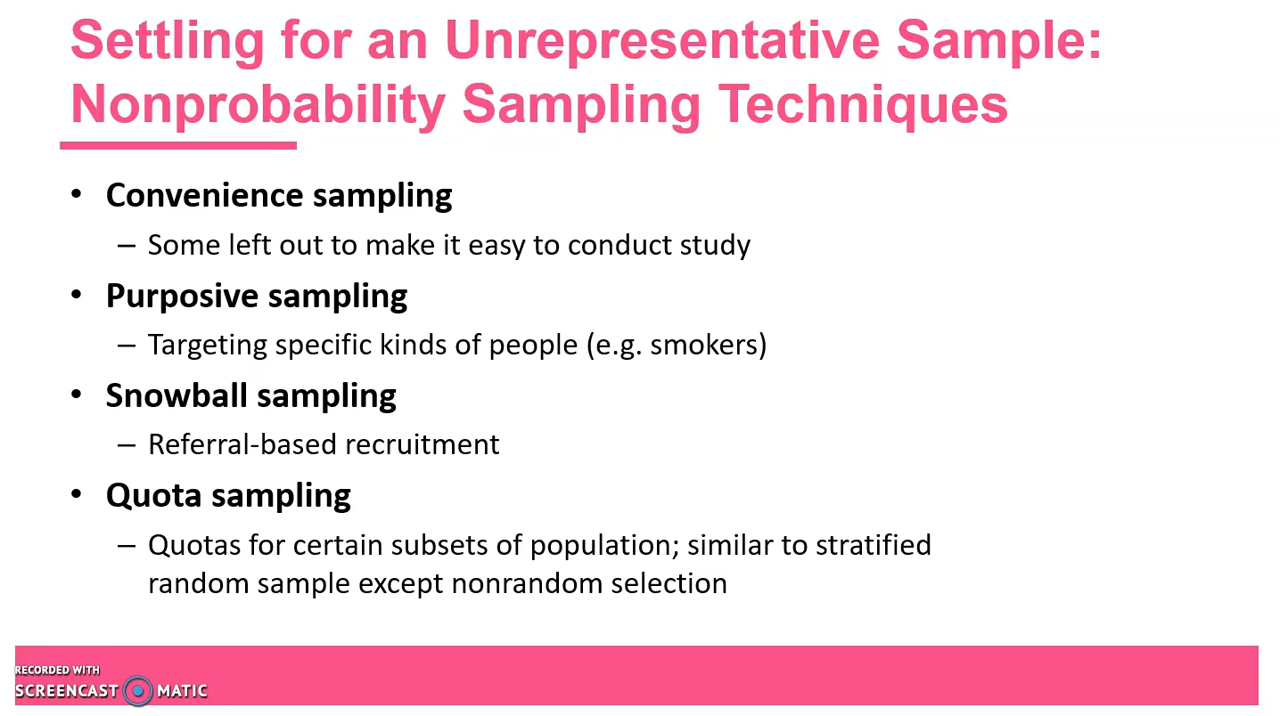 Settling for an Unrepresentative Sample:
Nonprobability Sampling Techniques
• Convenience sampling
– Some left out to make it easy to conduct study
• Purposive sampling
– Targeting specific kinds of people (e.g. smokers)
• Snowball sampling
– Referral-based recruitment
• Quota sampling
– Quotas for certain subsets of population; similar to stratified
random sample except nonrandom selection
RECORDED WITH
SCREENCAST MATIC